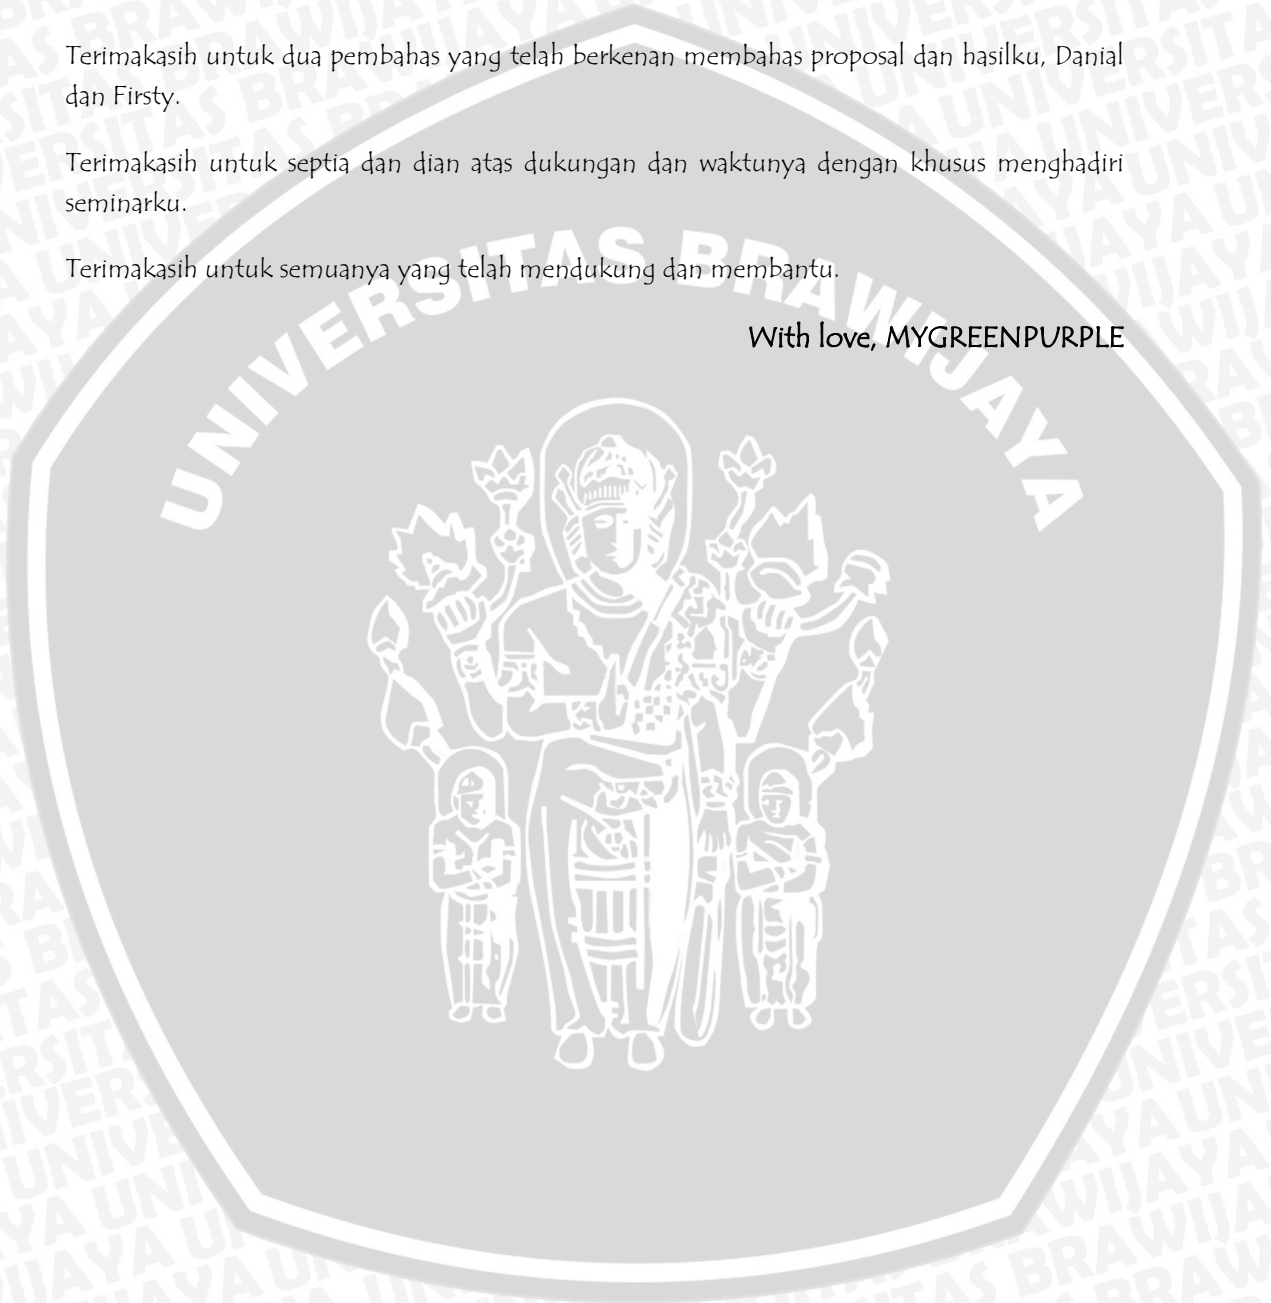 Terimakasih untuk dua pembahas yang telah berkenan membahas proposal dan hasilku, Danial
dan Firsty.
Terimakasih untuk septia dan dian atas dukungan dan waktunya dengan khusus menghadiri
seminarku.
Terimakasih untuk semuanya yang telah mendukung dan membantu.
With love, MYGREENPURPLE
UNIVERSITAS BRAWIJAYA